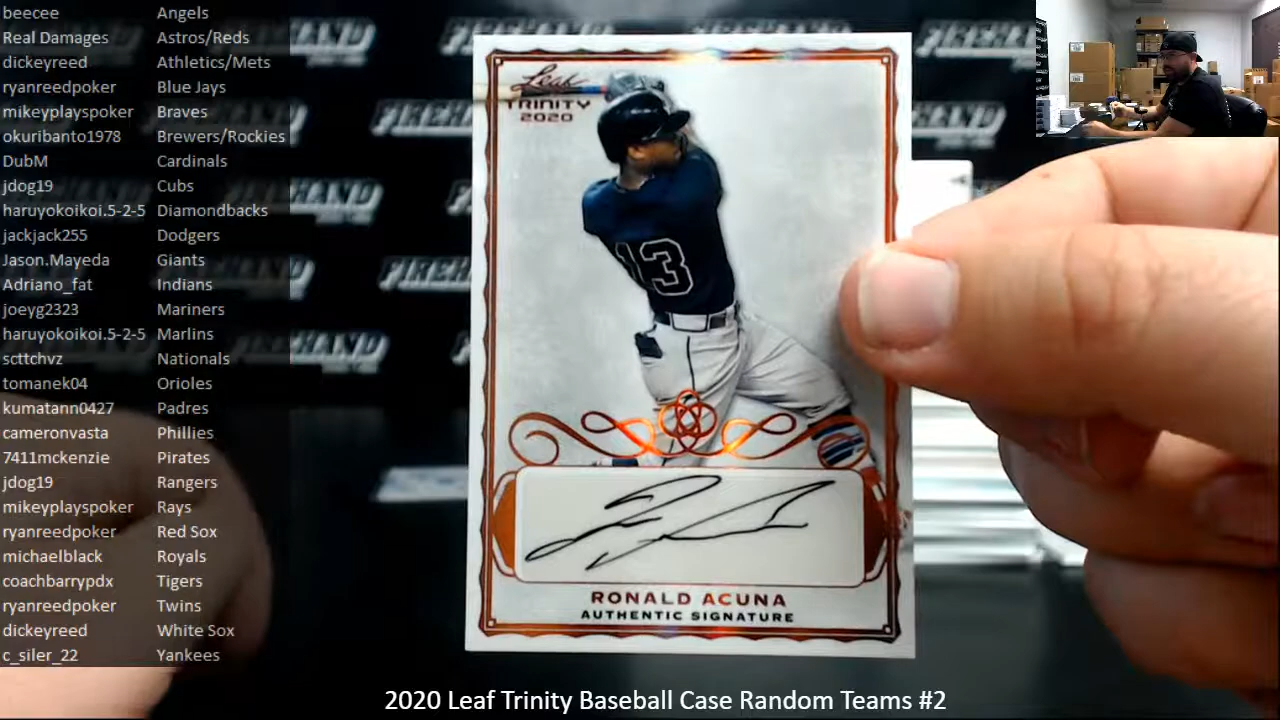 beecee Angels
Real Damages Astros/Reds
dickeyreed Athletics/Mets
ryanreedpoker Blue Jays
mikeyplayspoker Braves
okuribanto1978 Brewers/Rockies
DubM Cardinals
jdog19 Cubs
haruyokoikoi.5-2-5 Diamondbacks
jackjack255 Dodgers
Jason.Mayeda Giants
Adriano_fat Indians
joeyg2323 Mariners
haruyokoikoi.5-2-5 Marlins
scttchvz Nationals
tomanek04 Orioles
kumatann0427 Padres
cameronvasta Phillies
7411mckenzie Pirates
jdog19 Rangers
mikeyplayspoker Rays
ryanreedpoker Red Sox
michaelblack Royals
coachbarrypdx Tigers
ryanreedpoker Twins
dickeyreed White Sox
c_siler_22 Yankees
FIREHAND
Leaf
TRINITY
2020
13
RONALD ACUNA
AUTHENTIC SIGNATURE
2020 Leaf Trinity Baseball Case Random Teams #2